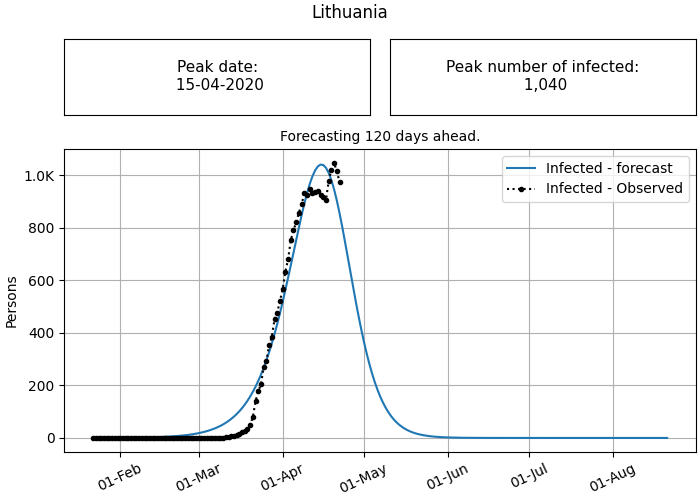 Lithuania
Peak date:
15-04-2020
Peak number of infected:
1,040
Forecasting 120 days ahead.
Infected - forecast
Infected - Observed
Persons
1.0K
800
600
400
200
0
01-Feb
01-Mar
01-Apr
01-May
01-Jun
01-Jul
01-Aug